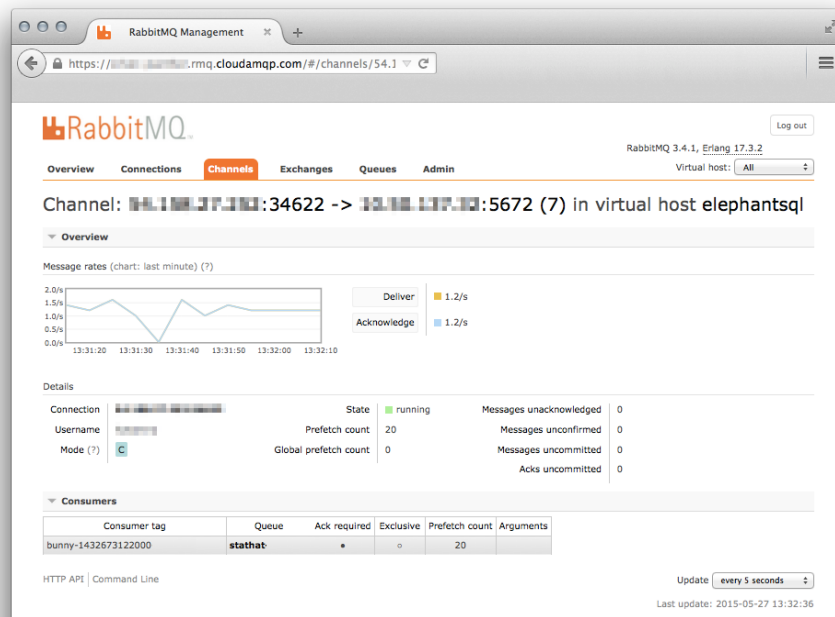 RabbitMQ Management
https:// .rmq.cloudamqp.com/#/channels/54.1
RabbitMQ
Log out
RabbitMQ 3.4.1, Erlang 17.3.2
Overview Connections Channels Exchanges Queues Admin
Virtual host: All
Channel: :34622 -> :5672 (7) in virtual host elephantsql
Overview
Message rates (chart: last minute) (?)
2.0/s
1.5/s
1.0/s
0.5/s
0.0/s
13:31:20 13:31:30 13:31:40 13:31:50 13:32:00 13:32:10
Deliver 1.2/s
Acknowledge 1.2/s
Details
Connection
Username
Mode (?) C
State running
Prefetch count 20
Global prefetch count 0
Messages unacknowledged 0
Messages unconfirmed 0
Messages uncommitted 0
Acks uncommitted 0
Consumers
Consumer tag Queue Ack required Exclusive Prefetch count Arguments
bunny-1432673122000 stathat • ○ 20
HTTP API Command Line
Update every 5 seconds
Last update: 2015-05-27 13:32:36